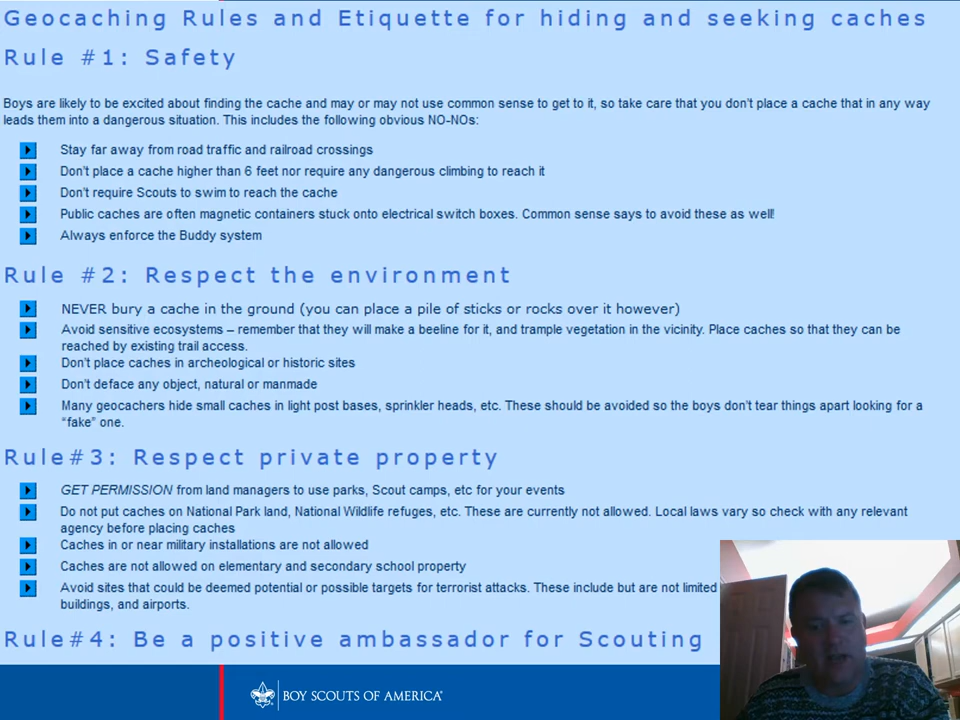 Geocaching Rules and Etiquette for hiding and seeking caches
Rule #1: Safety
Boys are likely to be excited about finding the cache and may or may not use common sense to get to it, so take care that you don't place a cache that in any way
leads them into a dangerous situation. This includes the following obvious NO-NOs:
Stay far away from road traffic and railroad crossings
Don't place a cache higher than 6 feet nor require any dangerous climbing to reach it
Don't require Scouts to swim to reach the cache
Public caches are often magnetic containers stuck onto electrical switch boxes. Common sense says to avoid these as well!
Always enforce the Buddy system
Rule #2: Respect the environment
NEVER bury a cache in the ground (you can place a pile of sticks or rocks over it however)
Avoid sensitive ecosystems – remember that they will make a beeline for it, and trample vegetation in the vicinity. Place caches so that they can be
reached by existing trail access.
Don't place caches in archeological or historic sites
Don't deface any object, natural or manmade
Many geocachers hide small caches in light post bases, sprinkler heads, etc. These should be avoided so the boys don't tear things apart looking for a
“fake” one.
Rule#3: Respect private property
GET PERMISSION from land managers to use parks, Scout camps, etc for your events
Do not put caches on National Park land, National Wildlife refuges, etc. These are currently not allowed. Local laws vary so check with any relevant
agency before placing caches
Caches in or near military installations are not allowed
Caches are not allowed on elementary and secondary school property
Avoid sites that could be deemed potential or possible targets for terrorist attacks. These include but are not limited
buildings, and airports.
Rule#4: Be a positive ambassador for Scouting
BOY SCOUTS OF AMERICA®